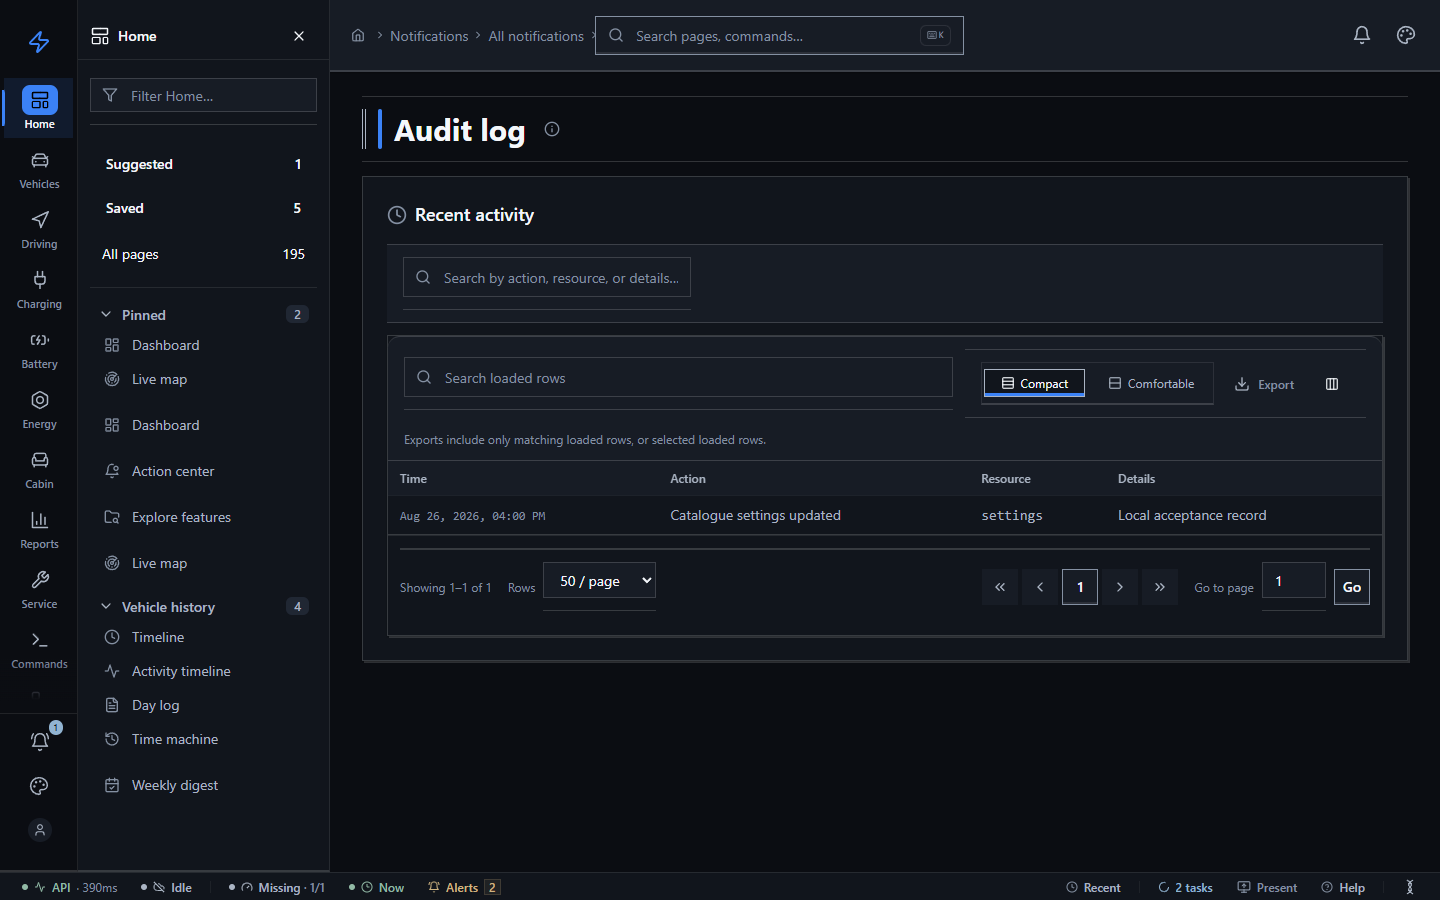 Home
Vehicles
Driving
Charging
Battery
Energy
Cabin
Reports
Service
Commands
1
Home
Filter Home...
Suggested 1
Saved 5
All pages 195
Pinned 2
Dashboard
Live map
Dashboard
Action center
Explore features
Live map
Vehicle history 4
Timeline
Activity timeline
Day log
Time machine
Weekly digest
Notifications All notifications
Search pages, commands... K
Audit log
Recent activity
Search by action, resource, or details...
Search loaded rows
Compact Comfortable Export
Exports include only matching loaded rows, or selected loaded rows.
Time Action Resource Details
Aug 26, 2026, 04:00 PM Catalogue settings updated settings Local acceptance record
Showing 1–1 of 1 Rows 50 / page « ‹ 1 › » Go to page 1 Go
API · 390ms Idle Missing · 1/1 Now Alerts 2 Recent 2 tasks Present Help